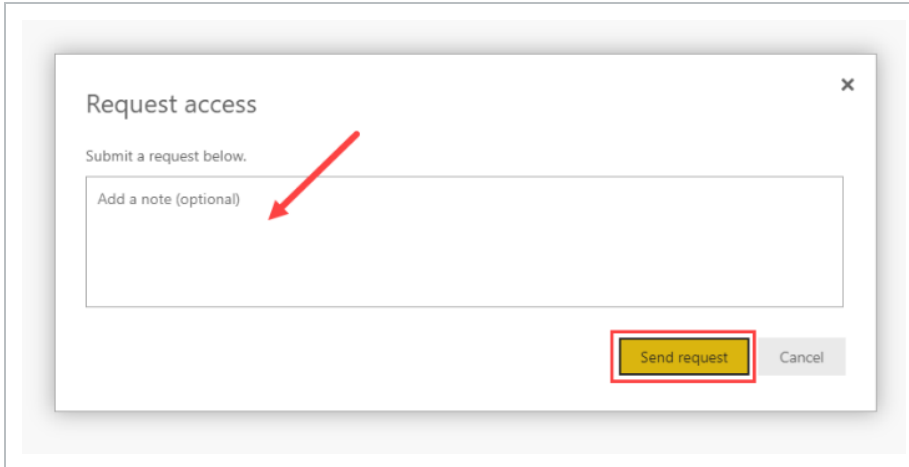 Request access
Submit a request below.
Add a note (optional)
Send request
Cancel